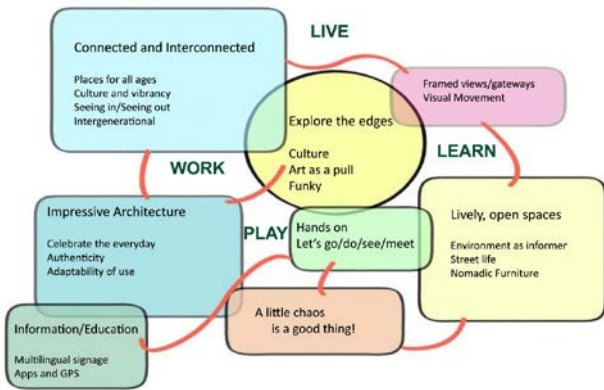 LIVE
Connected and Interconnected
Places for all ages
Culture and vibrancy
Seeing in/Seeing out
Intergenerational
Framed views/gateways
Visual Movement
Explore the edges
Culture
Art as a pull
Funky
WORK
LEARN
Impressive Architecture
Celebrate the everyday
Authenticity
Adaptability of use
PLAY
Hands on
Let's go/do/see/meet
Lively, open spaces
Environment as informer
Street life
Nomadic Furniture
A little chaos
is a good thing!
Information/Education
Multilingual signage
Apps and GPS